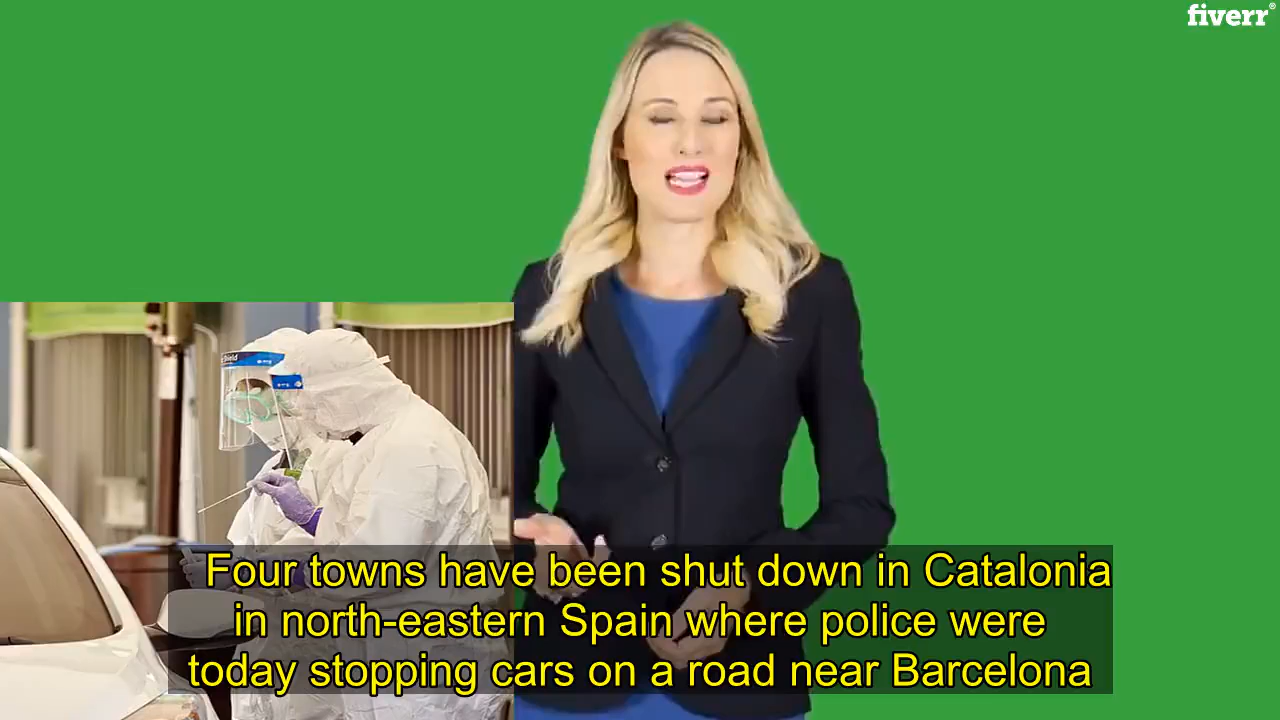 fiverr®
Shield
Four towns have been shut down in Catalonia
in north-eastern Spain where police were
today stopping cars on a road near Barcelona